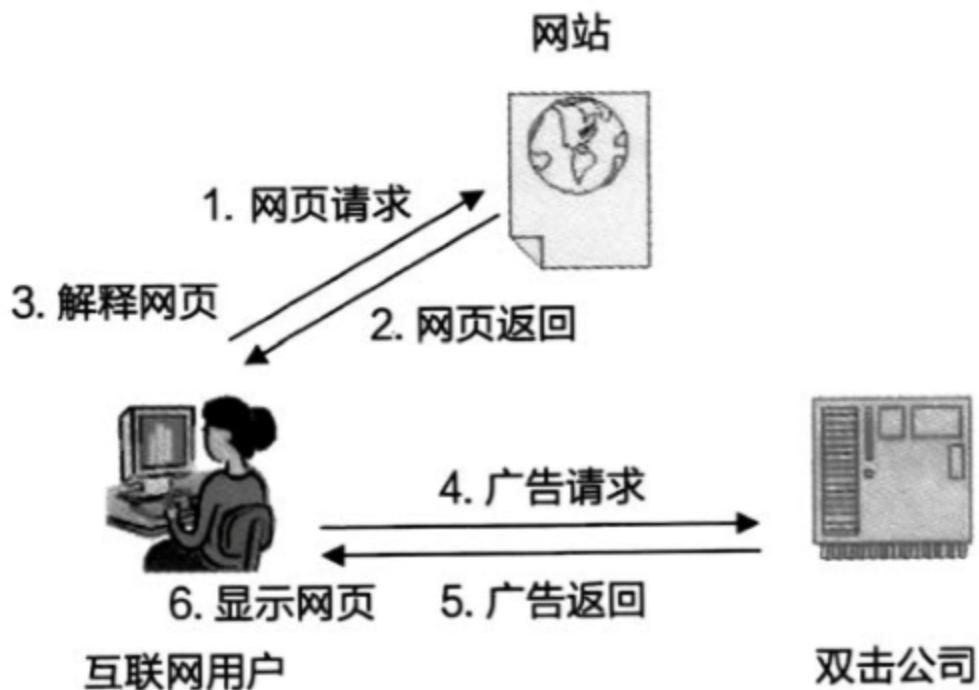 网站
1. 网页请求
3. 解释网页
2. 网页返回
4. 广告请求
6. 显示网页
5. 广告返回
互联网用户
双击公司